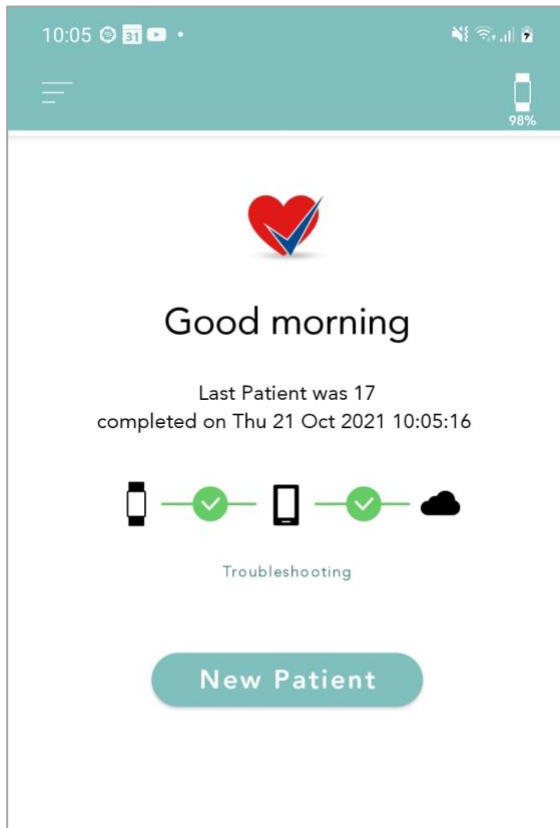 10:05 31
98%
Good morning
Last Patient was 17
completed on Thu 21 Oct 2021 10:05:16
Troubleshooting
New Patient